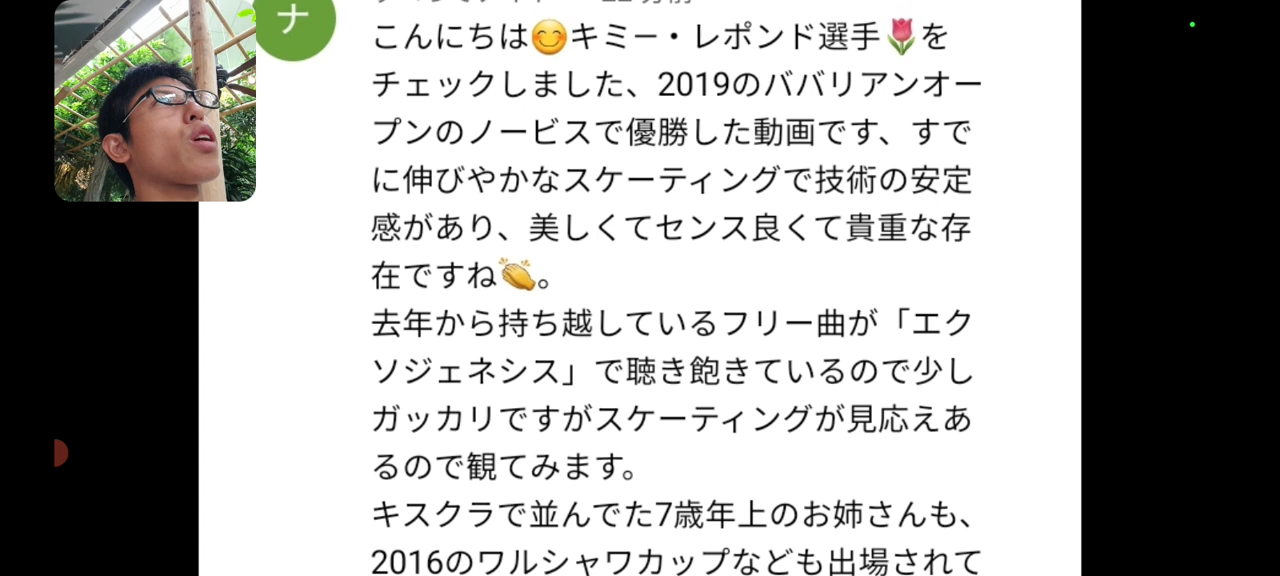 ナ
こんにちは😊キミー・レポンド選手🌷を
チェックしました、2019のババリアンオー
プンのノービスで優勝した動画です、すで
に伸びやかなスケーティングで技術の安定
感があり、美しくてセンス良くて貴重な存
在ですね👏。
去年から持ち越しているフリー曲が「エク
ソジェネシス」で聴き飽きているので少し
ガッカリですがスケーティングが見応えあ
るので観てみます。
キスクラで並んでた7歳年上のお姉さんも、
2016のワルシャワカップなども出場されて